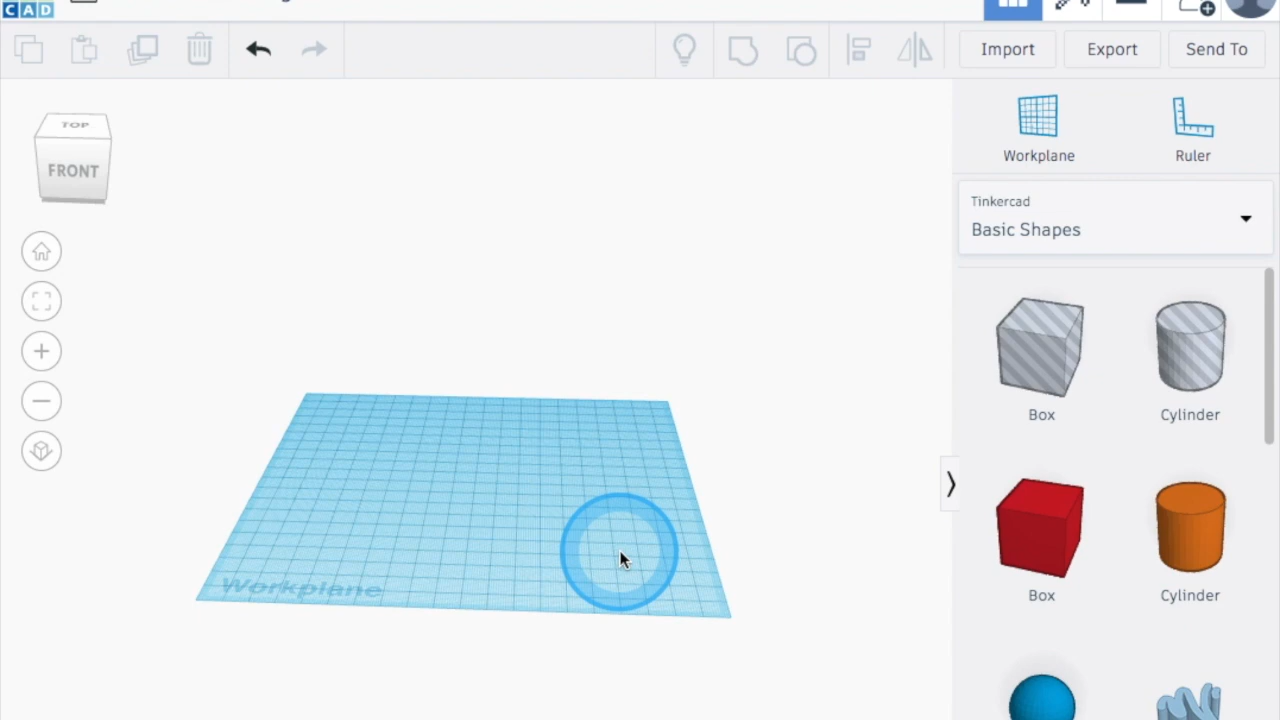 CAD
Import
Export
Send To
TOP
FRONT
Workplane
Ruler
Tinkercad
Basic Shapes
Box
Cylinder
Box
Cylinder
Workplane